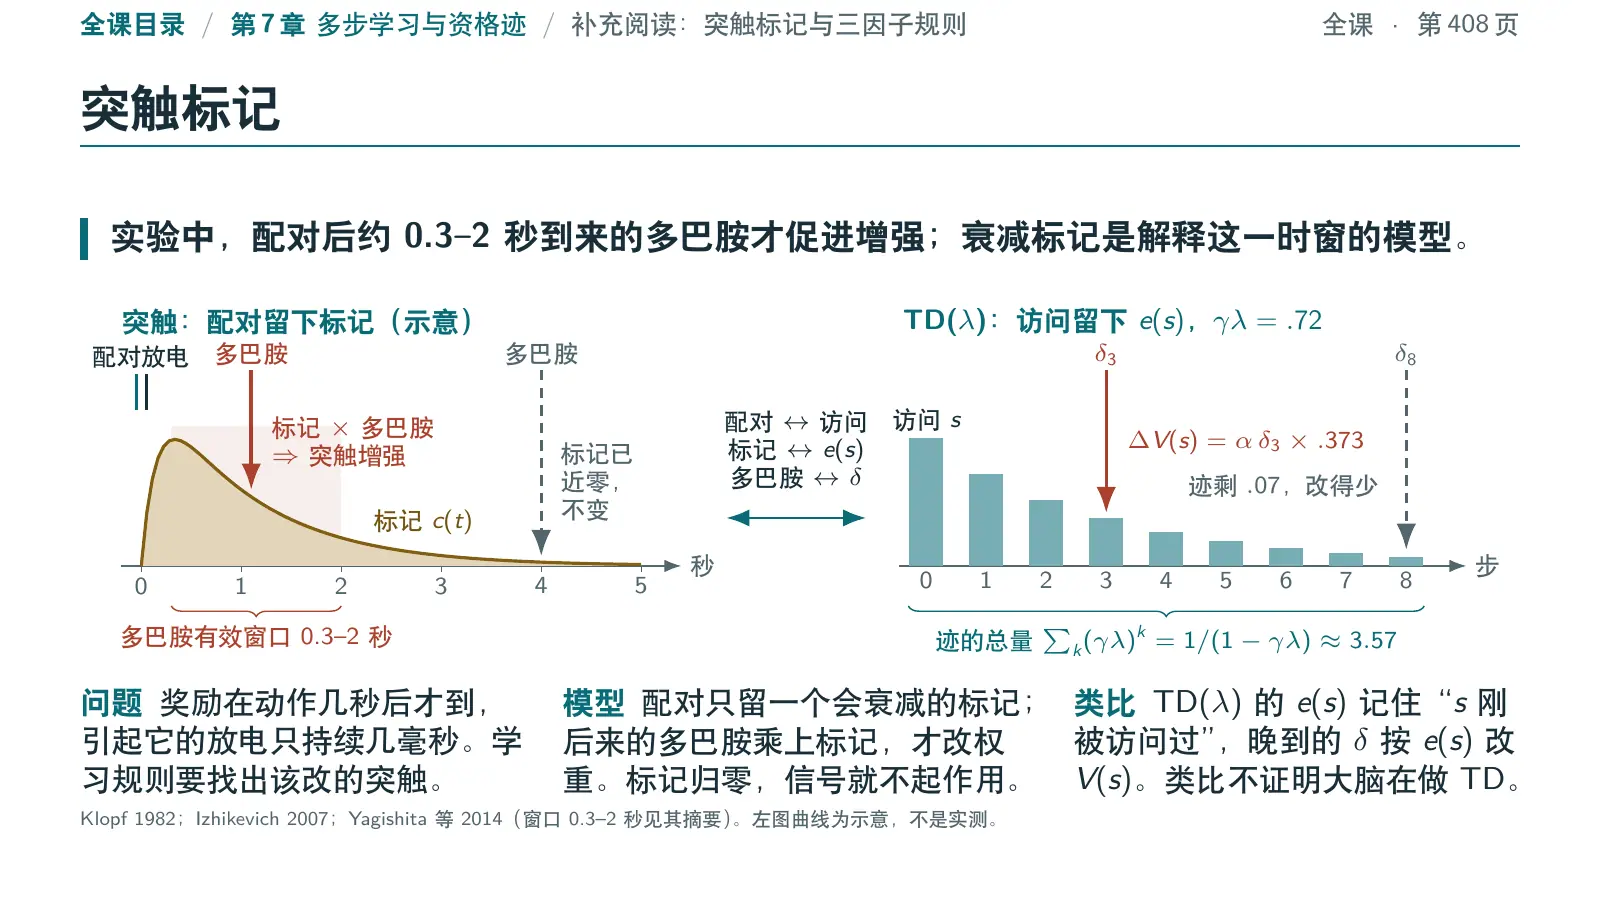 全课目录 / 第 7 章 多步学习与资格迹 / 补充阅读：突触标记与三因子规则
全课 · 第 408 页
突触标记
实验中，配对后约 0.3–2 秒到来的多巴胺才促进增强；衰减标记是解释这一时窗的模型。
突触：配对留下标记（示意）
配对放电
多巴胺
多巴胺
标记 × 多巴胺
⇒ 突触增强
标记已
近零，
不变
标记 c(t)
秒
0 1 2 3 4 5
多巴胺有效窗口 0.3–2 秒
配对 ↔ 访问
标记 ↔ e(s)
多巴胺 ↔ δ
TD(λ)：访问留下 e(s)，γλ = .72
δ₃
δ₈
访问 s
ΔV(s) = α δ₃ × .373
迹剩 .07，改得少
步
0 1 2 3 4 5 6 7 8
迹的总量 ∑ₖ(γλ)ᵏ = 1/(1 − γλ) ≈ 3.57
问题 奖励在动作几秒后才到，
引起它的放电只持续几毫秒。学
习规则要找出该改的突触。
模型 配对只留一个会衰减的标记；
后来的多巴胺乘上标记，才改权
重。标记归零，信号就不起作用。
类比 TD(λ) 的 e(s) 记住 “s 刚
被访问过”，晚到的 δ 按 e(s) 改
V(s)。类比不证明大脑在做 TD。
Klopf 1982；Izhikevich 2007；Yagishita 等 2014（窗口 0.3–2 秒见其摘要）。左图曲线为示意，不是实测。